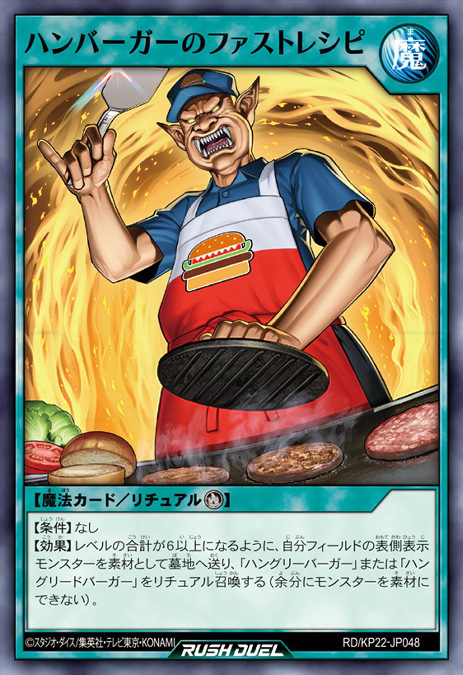 ハンバーガーのファストレシピ
魔
【魔法カード/リチュアル】
【条件】なし
【効果】レベルの合計が6以上になるように、自分フィールドの表側表示
モンスターを素材として墓地へ送り、「ハングリーバーガー」または「ハン
グリードバーガー」をリチュアル召喚する(余分にモンスターを素材に
できない)。
©スタジオ・ダイス/集英社・テレビ東京・KONAMI
RUSH DUEL
RD/KP22-JP048